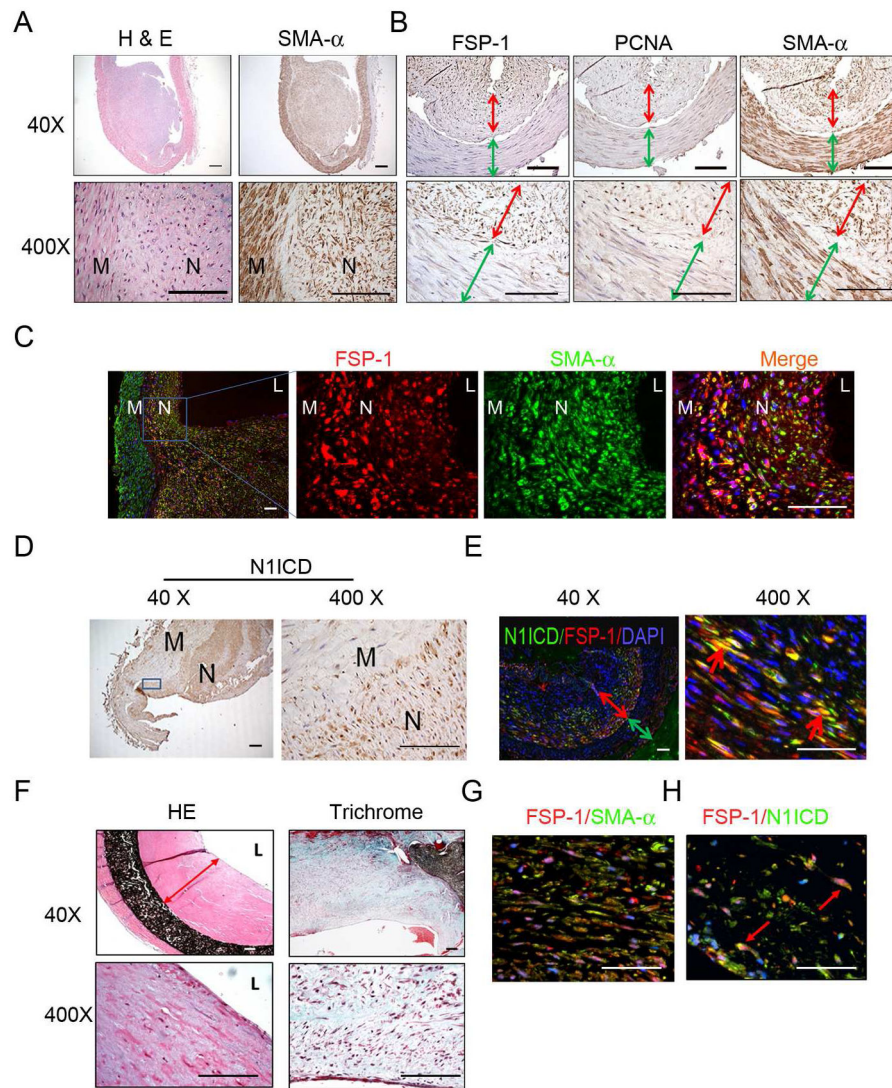 A
H & E
SMA-α
40X
400X
M
N
M
N
B
FSP-1
PCNA
SMA-α
C
FSP-1
SMA-α
Merge
M
N
L
M
N
L
M
N
L
M
N
L
D
N1ICD
40 X
400 X
M
N
M
N
E
40 X
400 X
N1ICD/FSP-1/DAPI
F
HE
Trichrome
40X
400X
L
L
G
FSP-1/SMA-α
H
FSP-1/N1ICD